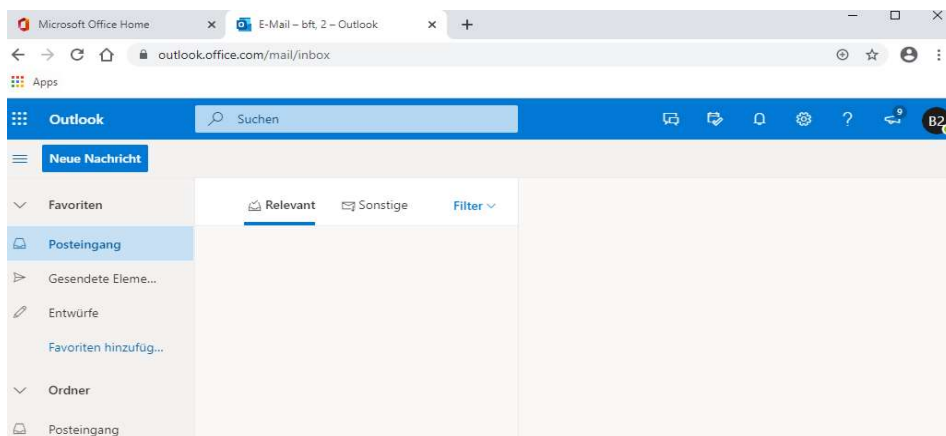 Microsoft Office Home
E-Mail – bft, 2 – Outlook
outlook.office.com/mail/inbox
Apps
Outlook
Suchen
9
B2
Neue Nachricht
Favoriten
Relevant
Sonstige
Filter
Posteingang
Gesendete Eleme...
Entwürfe
Favoriten hinzufüg...
Ordner
Posteingang